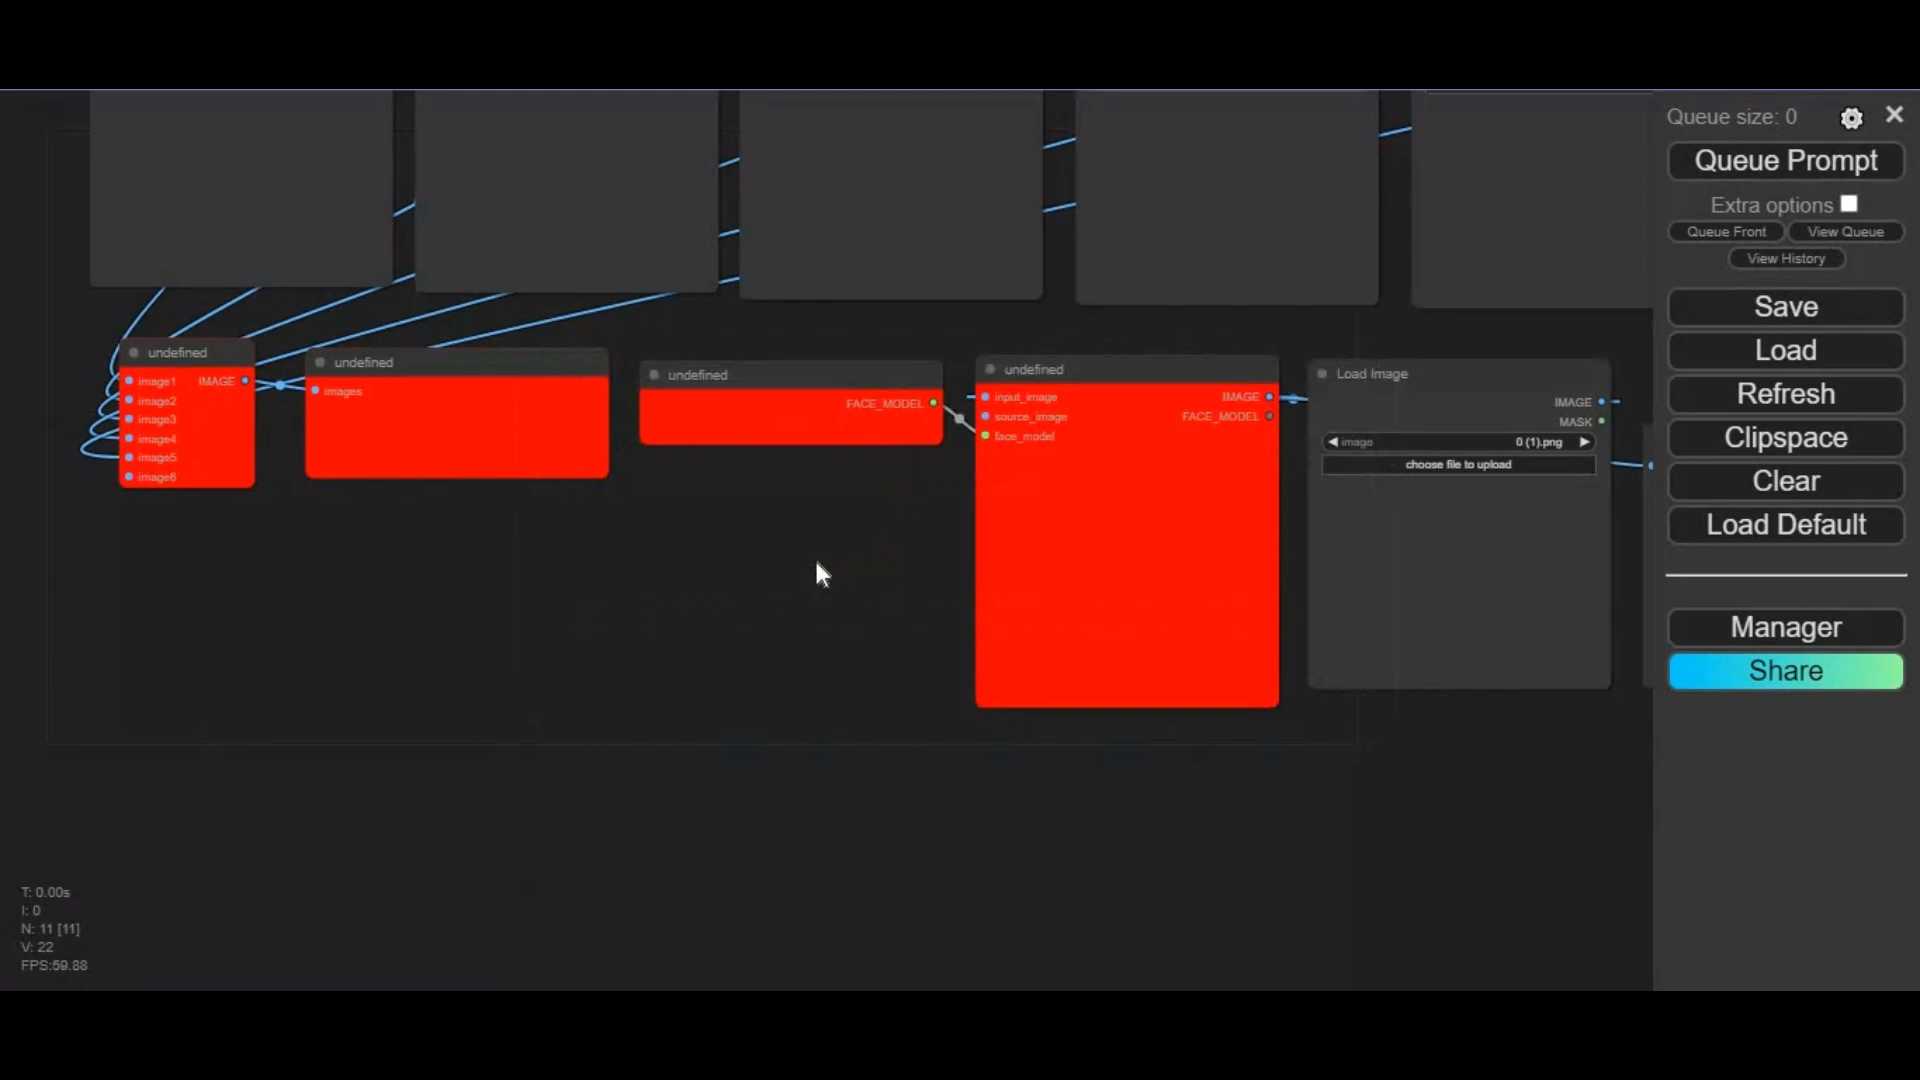 Queue size: 0
Queue Prompt
Extra options
Queue Front
View Queue
View History
Save
Load
Refresh
Clipspace
Clear
Load Default
Manager
Share
undefined
image1 IMAGE
image2
image3
image4
image5
image6
undefined
images
undefined
FACE_MODEL
undefined
input_image IMAGE
source_image FACE_MODEL
face_model
Load Image
IMAGE
MASK
image 0 (1).png
choose file to upload
T: 0.00s
I: 0
N: 11 [11]
V: 22
FPS:59.88